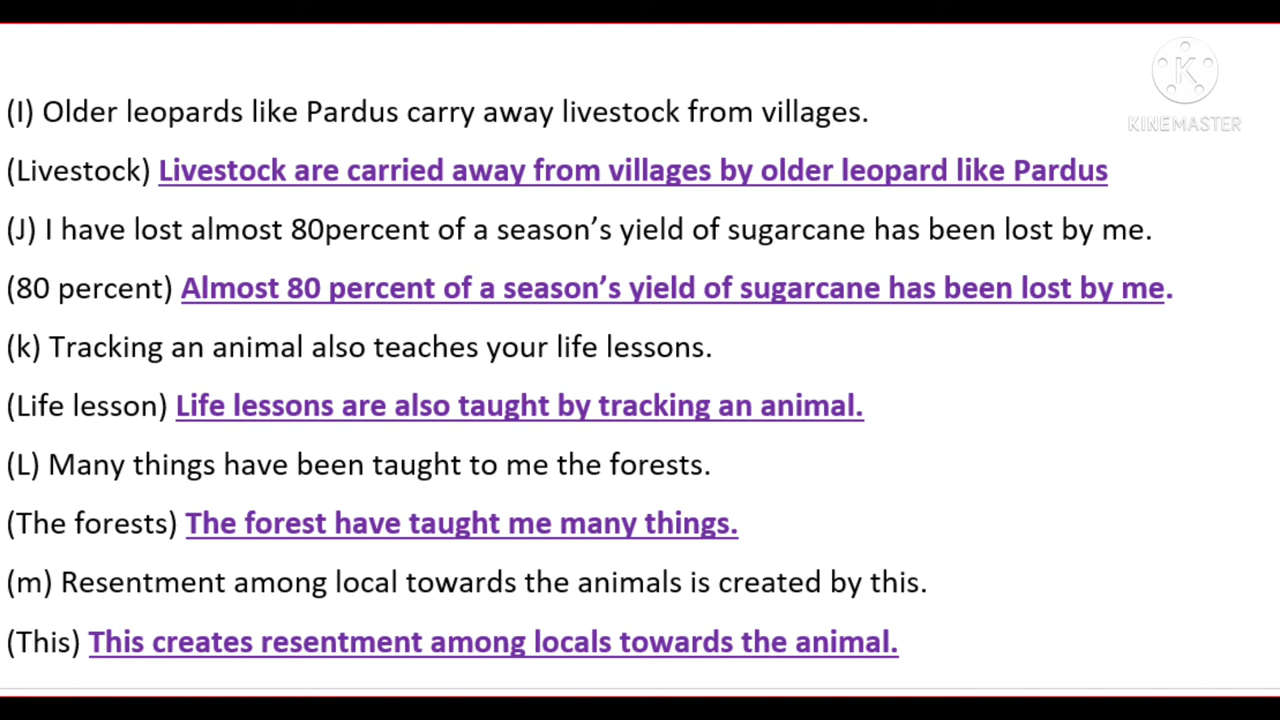 K
KINEMASTER
(I) Older leopards like Pardus carry away livestock from villages.
(Livestock) Livestock are carried away from villages by older leopard like Pardus
(J) I have lost almost 80percent of a season’s yield of sugarcane has been lost by me.
(80 percent) Almost 80 percent of a season’s yield of sugarcane has been lost by me.
(k) Tracking an animal also teaches your life lessons.
(Life lesson) Life lessons are also taught by tracking an animal.
(L) Many things have been taught to me the forests.
(The forests) The forest have taught me many things.
(m) Resentment among local towards the animals is created by this.
(This) This creates resentment among locals towards the animal.